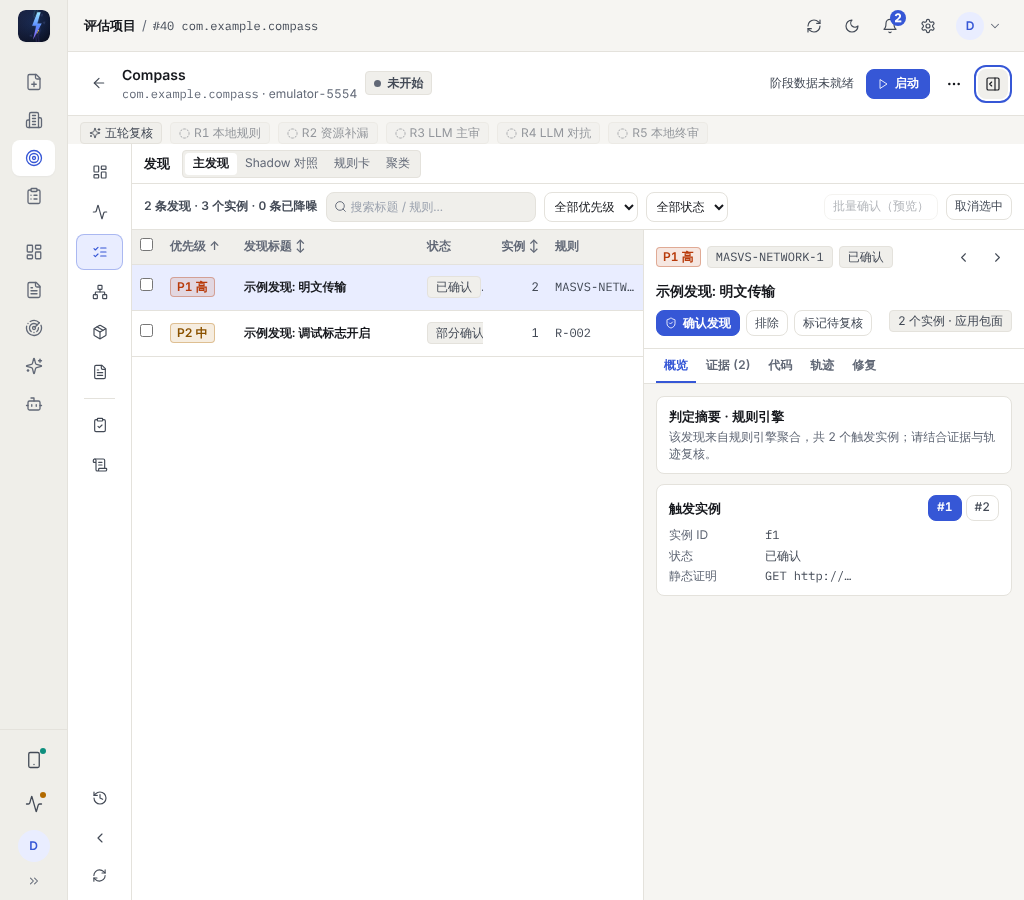 评估项目 / #40 com.example.compass
2
D
Compass
com.example.compass · emulator-5554
未开始
阶段数据未就绪
启动
五轮复核
R1 本地规则
R2 资源补漏
R3 LLM 主审
R4 LLM 对抗
R5 本地终审
发现
主发现
Shadow 对照
规则卡
聚类
2 条发现 · 3 个实例 · 0 条已降噪
搜索标题 / 规则...
全部优先级
全部状态
批量确认（预览）
取消选中
优先级
发现标题
状态
实例
规则
P1 高
示例发现: 明文传输
已确认
2
MASVS-NETW…
P2 中
示例发现: 调试标志开启
部分确认
1
R-002
P1 高
MASVS-NETWORK-1
已确认
示例发现: 明文传输
确认发现
排除
标记待复核
2 个实例 · 应用包面
概览
证据 (2)
代码
轨迹
修复
判定摘要 · 规则引擎
该发现来自规则引擎聚合，共 2 个触发实例；请结合证据与轨
迹复核。
触发实例
#1
#2
实例 ID
f1
状态
已确认
静态证明
GET http://…
D